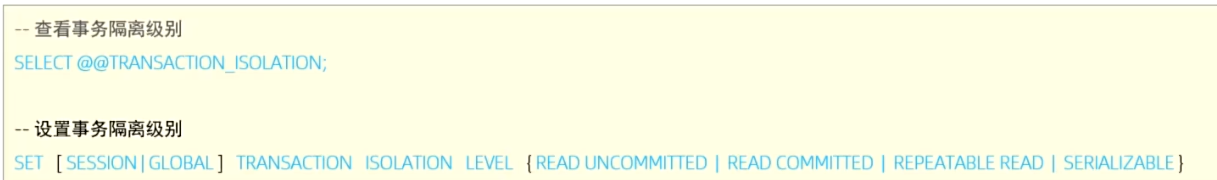 -- 查看事务隔离级别
SELECT @@TRANSACTION_ISOLATION;
-- 设置事务隔离级别
SET [ SESSION | GLOBAL ] TRANSACTION ISOLATION LEVEL { READ UNCOMMITTED | READ COMMITTED | REPEATABLE READ | SERIALIZABLE }